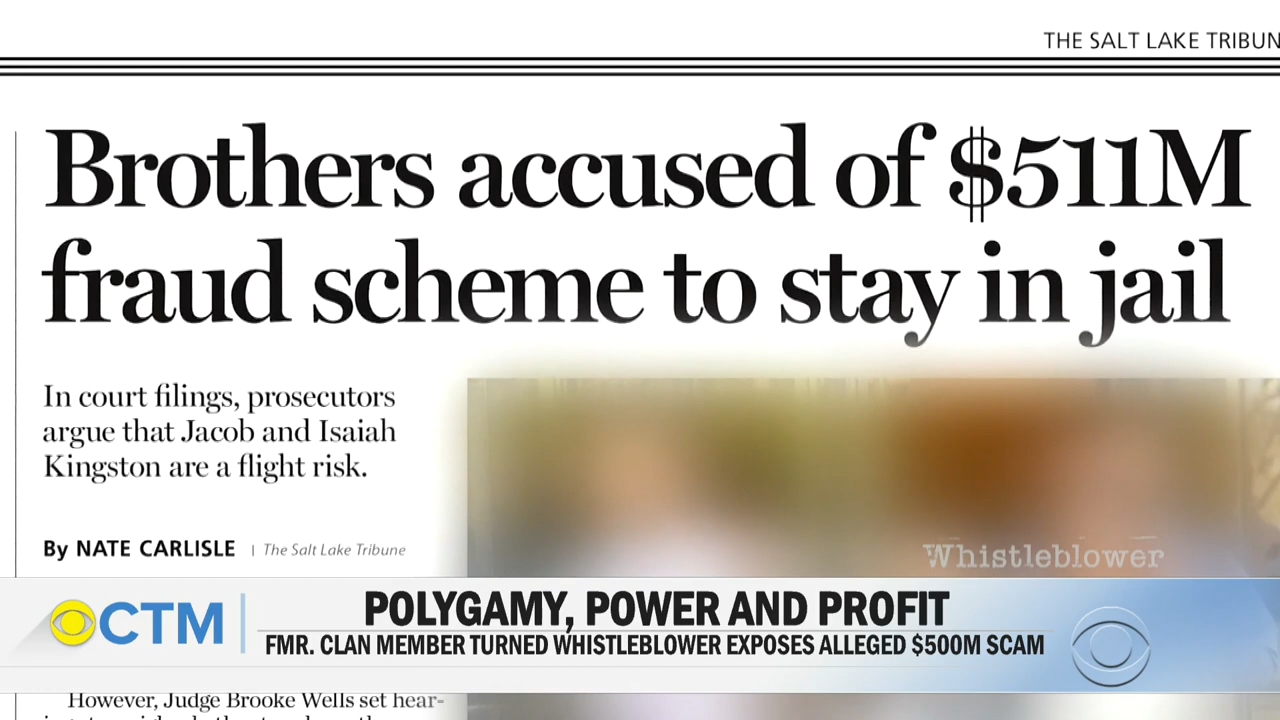 THE SALT LAKE TRIBUN
Brothers accused of $511M
fraud scheme to stay in jail
In court filings, prosecutors
argue that Jacob and Isaiah
Kingston are a flight risk.
By NATE CARLISLE | The Salt Lake Tribune
Whistleblower
CTM
POLYGAMY, POWER AND PROFIT
FMR. CLAN MEMBER TURNED WHISTLEBLOWER EXPOSES ALLEGED $500M SCAM
However, Judge Brooke Wells set hear-